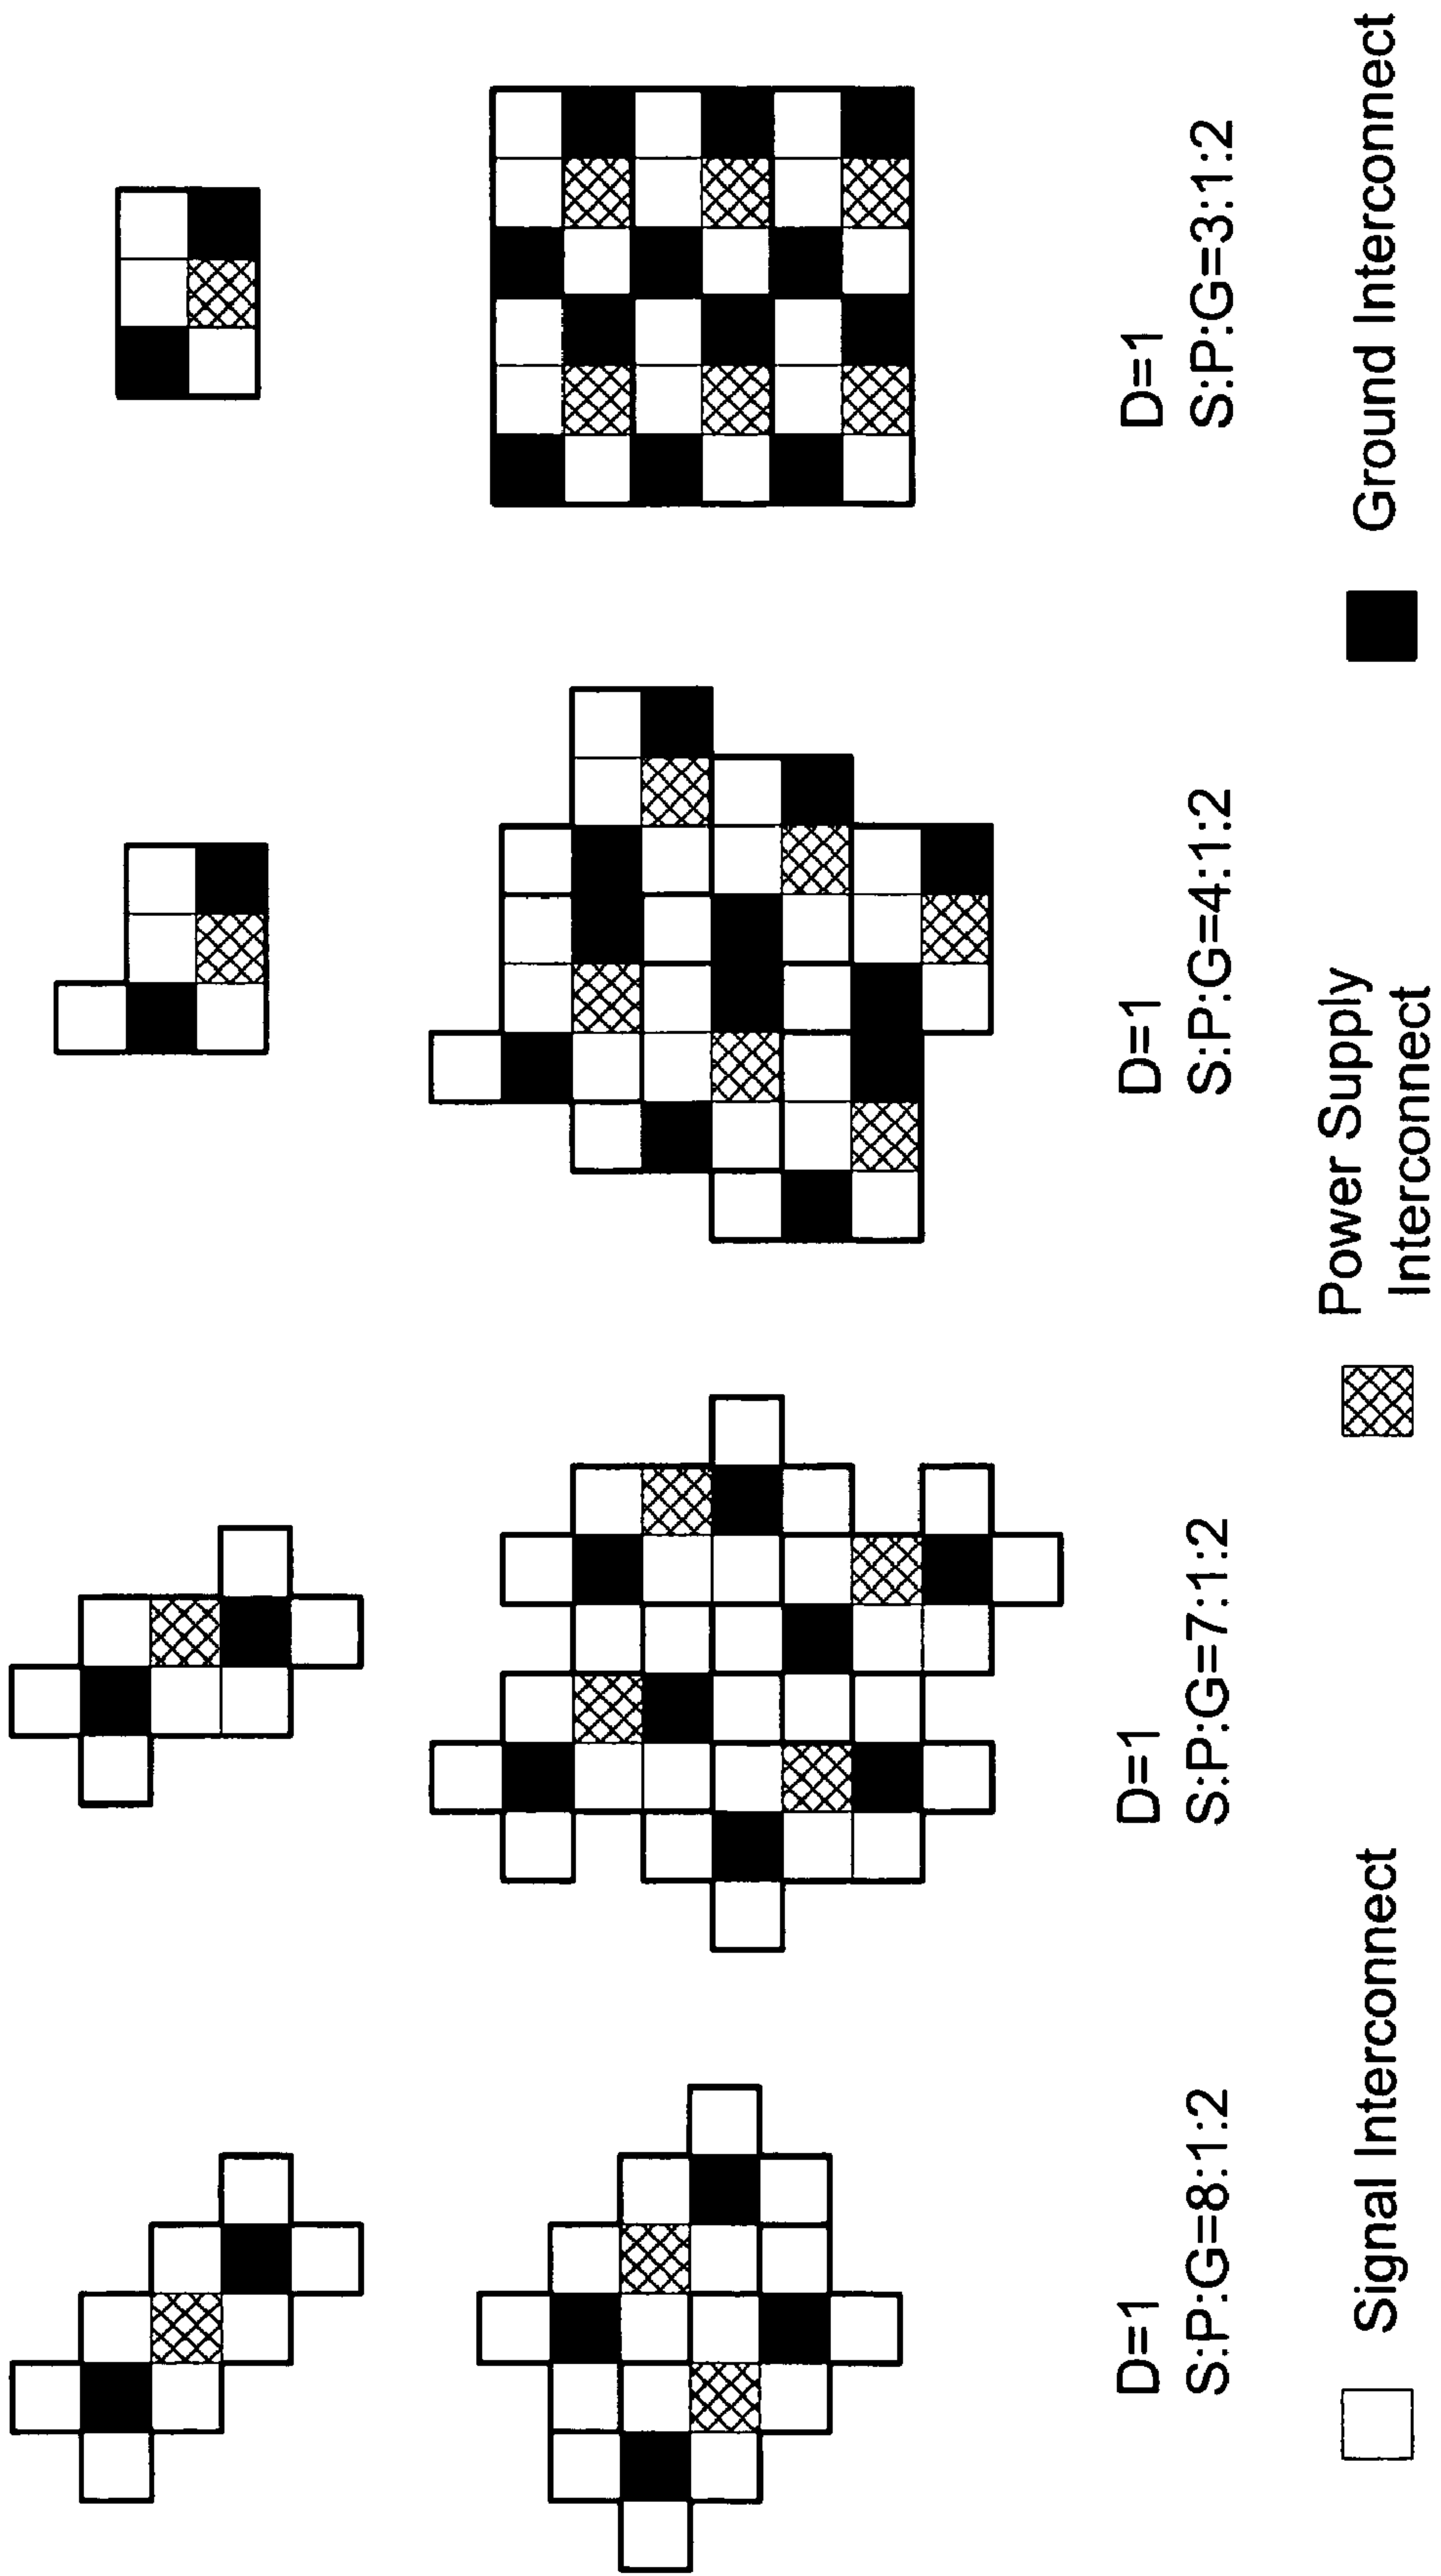 D=1
S:P:G=8:1:2
D=1
S:P:G=7:1:2
D=1
S:P:G=4:1:2
D=1
S:P:G=3:1:2
Signal Interconnect
Power Supply
Interconnect
Ground Interconnect